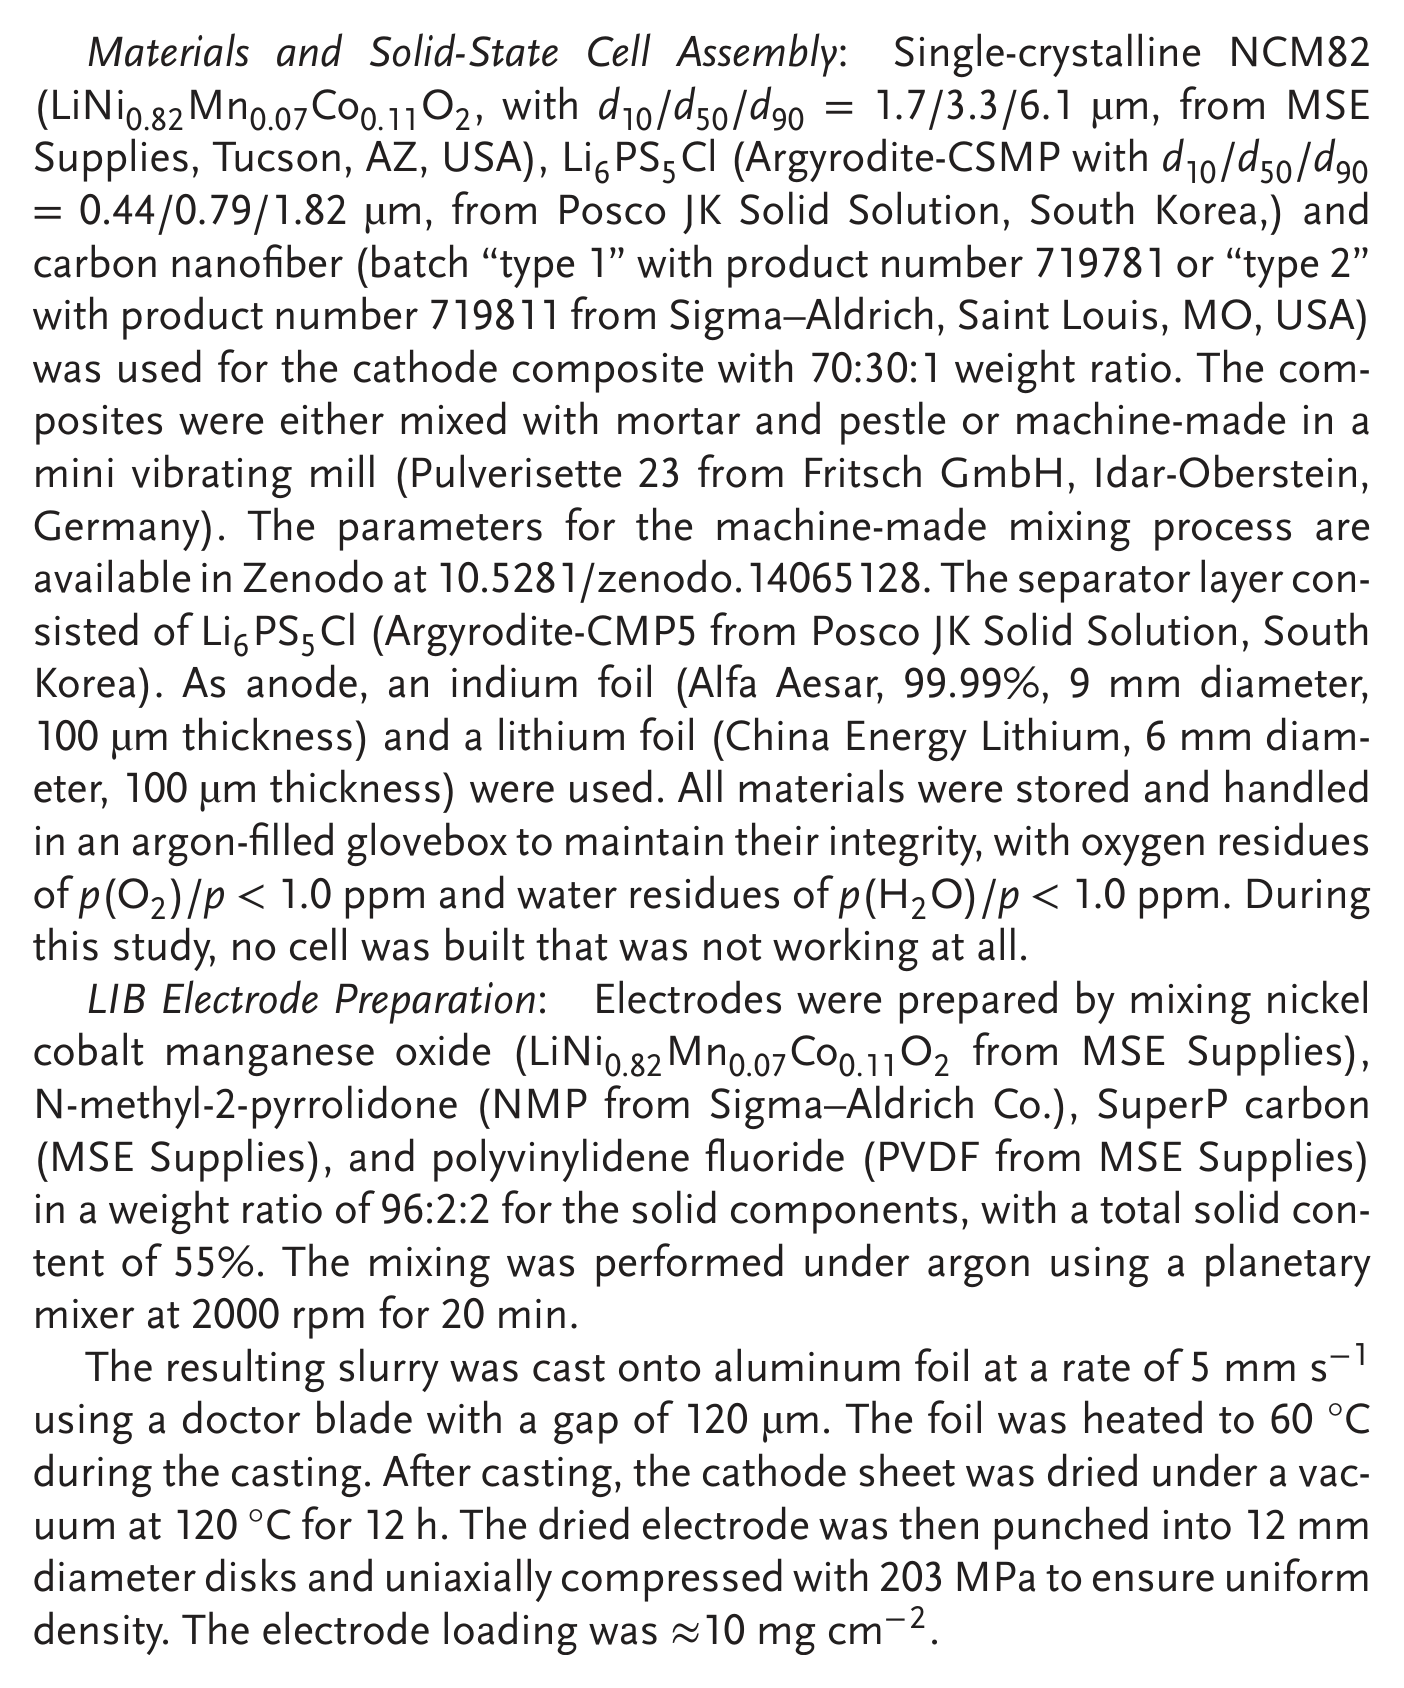 Materials and Solid-State Cell Assembly: Single-crystalline NCM82
(LiNi0.82Mn0.07Co0.11O2, with d10/d50/d90 = 1.7/3.3/6.1 μm, from MSE
Supplies, Tucson, AZ, USA), Li6PS5Cl (Argyrodite-CSMP with d10/d50/d90
= 0.44/0.79/1.82 μm, from Posco JK Solid Solution, South Korea,) and
carbon nanofiber (batch “type 1” with product number 719781 or “type 2”
with product number 719811 from Sigma–Aldrich, Saint Louis, MO, USA)
was used for the cathode composite with 70:30:1 weight ratio. The com-
posites were either mixed with mortar and pestle or machine-made in a
mini vibrating mill (Pulverisette 23 from Fritsch GmbH, Idar-Oberstein,
Germany). The parameters for the machine-made mixing process are
available in Zenodo at 10.5281/zenodo.14065128. The separator layer con-
sisted of Li6PS5Cl (Argyrodite-CMP5 from Posco JK Solid Solution, South
Korea). As anode, an indium foil (Alfa Aesar, 99.99%, 9 mm diameter,
100 μm thickness) and a lithium foil (China Energy Lithium, 6 mm diam-
eter, 100 μm thickness) were used. All materials were stored and handled
in an argon-filled glovebox to maintain their integrity, with oxygen residues
of p(O2)/p < 1.0 ppm and water residues of p(H2O)/p < 1.0 ppm. During
this study, no cell was built that was not working at all.
LIB Electrode Preparation: Electrodes were prepared by mixing nickel
cobalt manganese oxide (LiNi0.82Mn0.07Co0.11O2 from MSE Supplies),
N-methyl-2-pyrrolidone (NMP from Sigma–Aldrich Co.), SuperP carbon
(MSE Supplies), and polyvinylidene fluoride (PVDF from MSE Supplies)
in a weight ratio of 96:2:2 for the solid components, with a total solid con-
tent of 55%. The mixing was performed under argon using a planetary
mixer at 2000 rpm for 20 min.
The resulting slurry was cast onto aluminum foil at a rate of 5 mm s−1
using a doctor blade with a gap of 120 μm. The foil was heated to 60 °C
during the casting. After casting, the cathode sheet was dried under a vac-
uum at 120 °C for 12 h. The dried electrode was then punched into 12 mm
diameter disks and uniaxially compressed with 203 MPa to ensure uniform
density. The electrode loading was ≈10 mg cm−2.